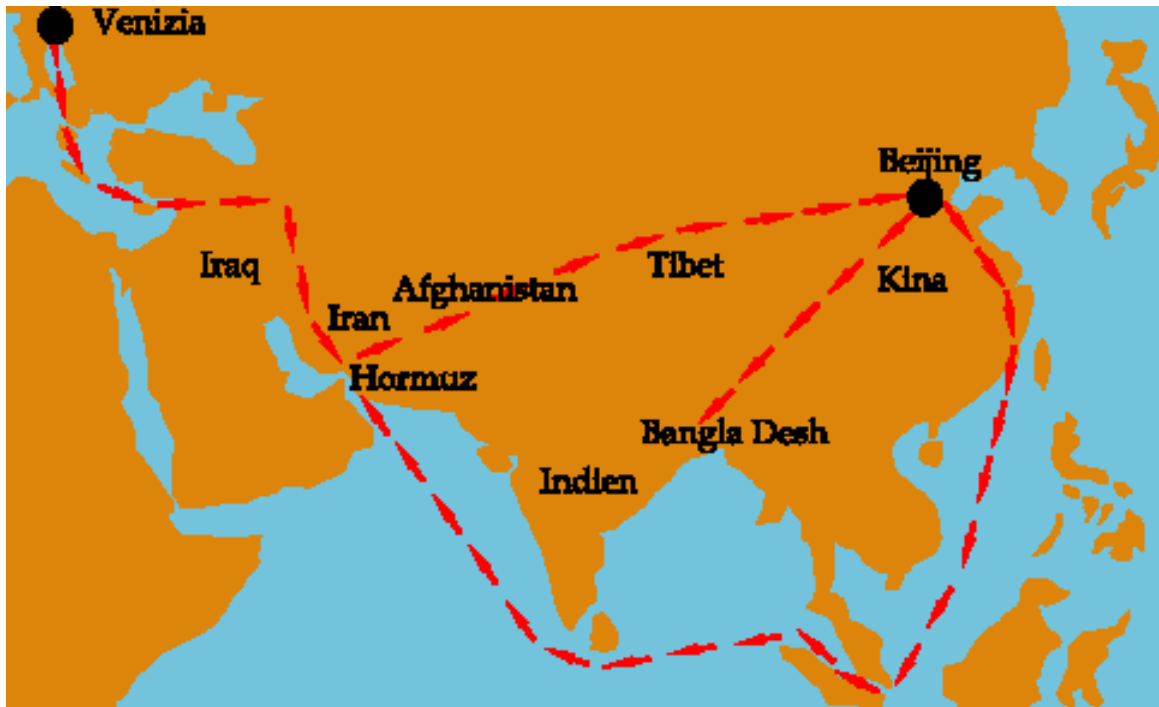 Venizia
Beijing
Iraq
Tibet
Kina
Afghanistan
Iran
Hormuz
Bangla Desh
Indien